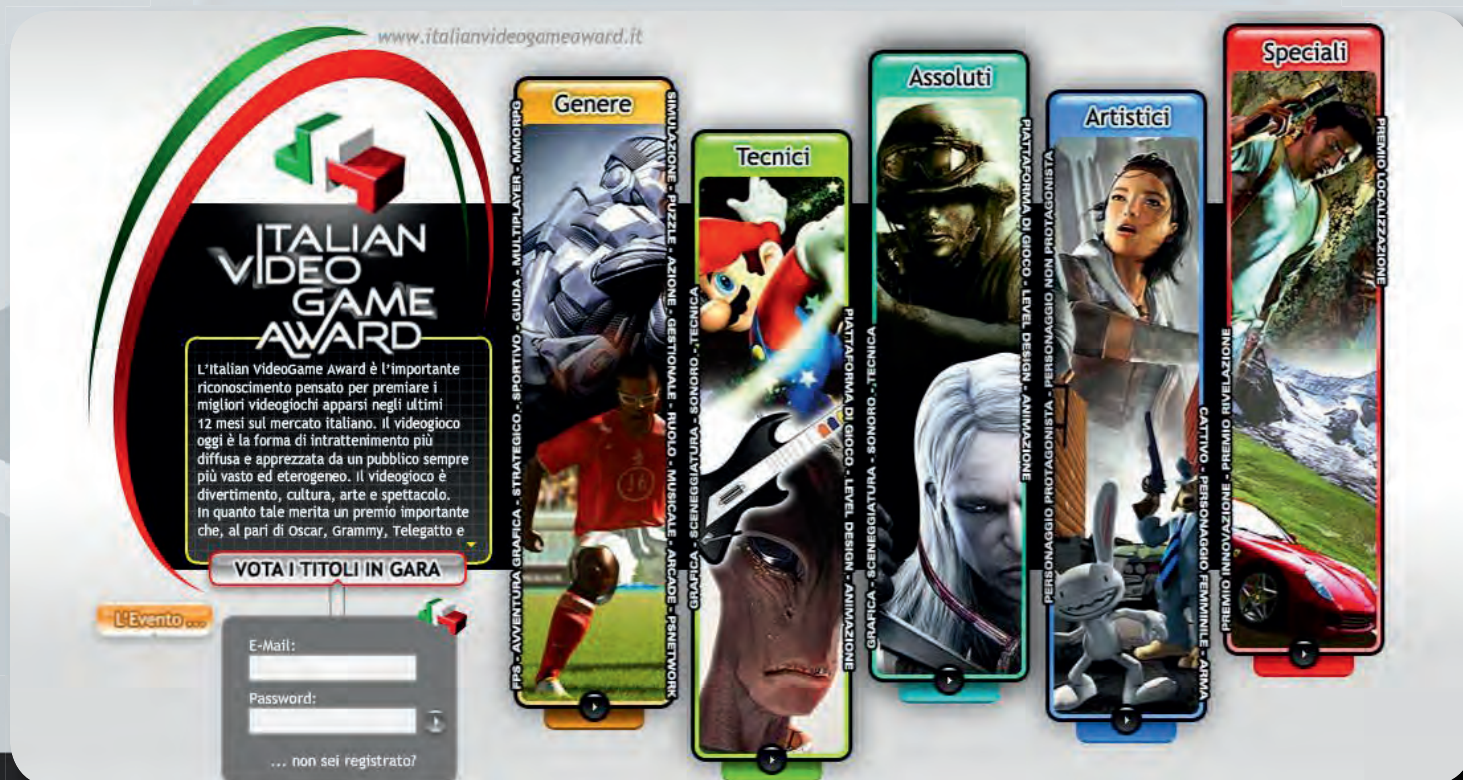 www.italianvideogameaward.it
ITALIAN
VIDEO
GAME
AWARD
L'Italian VideoGame Award è l'importante
riconoscimento pensato per premiare i
migliori videogiochi apparsi negli ultimi
12 mesi sul mercato italiano. Il videogioco
oggi è la forma di intrattenimento più
diffusa e apprezzata da un pubblico sempre
più vasto ed eterogeneo. Il videogioco è
divertimento, cultura, arte e spettacolo.
In quanto tale merita un premio importante
che, al pari di Oscar, Grammy, Telegatto e
VOTA I TITOLI IN GARA
L'Evento ...
E-Mail:
Password:
... non sei registrato?
Genere
FPS - AVVENTURA GRAFICA - STRATEGICO - SPORTIVO - GUIDA - MULTIPLAYER - MMORPG
SIMULAZIONE - PUZZLE - AZIONE - GESTIONALE - RUOLO - MUSICALE - ARCADE - PSNETWORK
16
Tecnici
GRAFICA - SCENEGGIATURA - SONORO - TECNICA
PIATTAFORMA DI GIOCO - LEVEL DESIGN - ANIMAZIONE
Assoluti
GRAFICA - SCENEGGIATURA - SONORO - TECNICA
PIATTAFORMA DI GIOCO - LEVEL DESIGN - ANIMAZIONE
Artistici
PERSONAGGIO PROTAGONISTA - PERSONAGGIO NON PROTAGONISTA
CATTIVO - PERSONAGGIO FEMMINILE - ARMA
Speciali
PREMIO INNOVAZIONE - PREMIO RIVELAZIONE
PREMIO LOCALIZZAZIONE